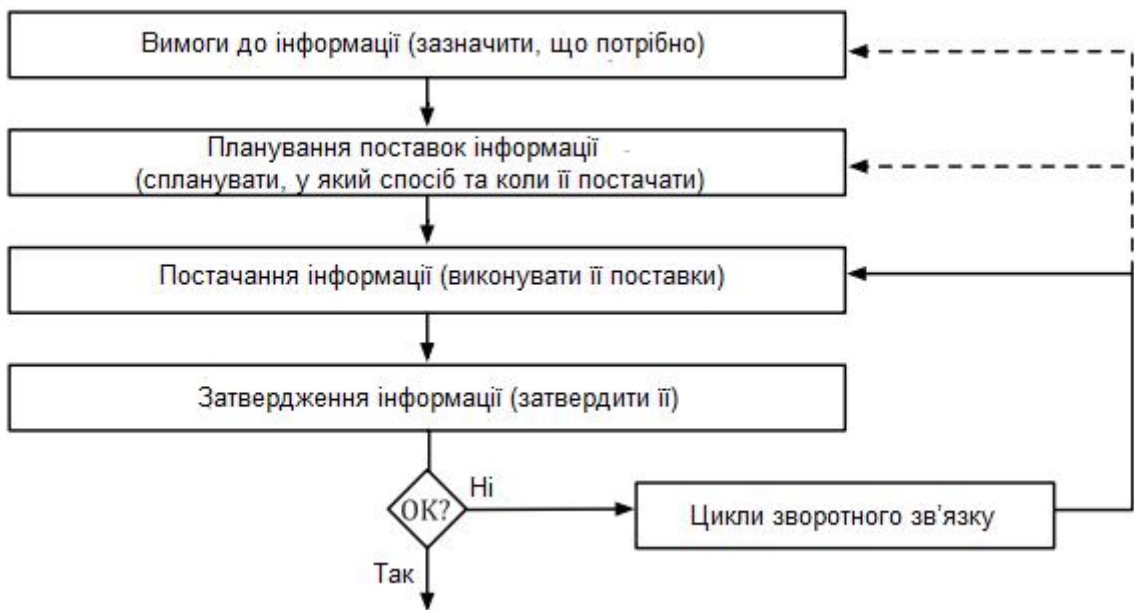 Вимоги до інформації (зазначити, що потрібно)
Планування поставок інформації
(спланувати, у який спосіб та коли її постачати)
Постачання інформації (виконувати її поставки)
Затвердження інформації (затвердити її)
OK?
Ні
Цикли зворотного зв'язку
Так